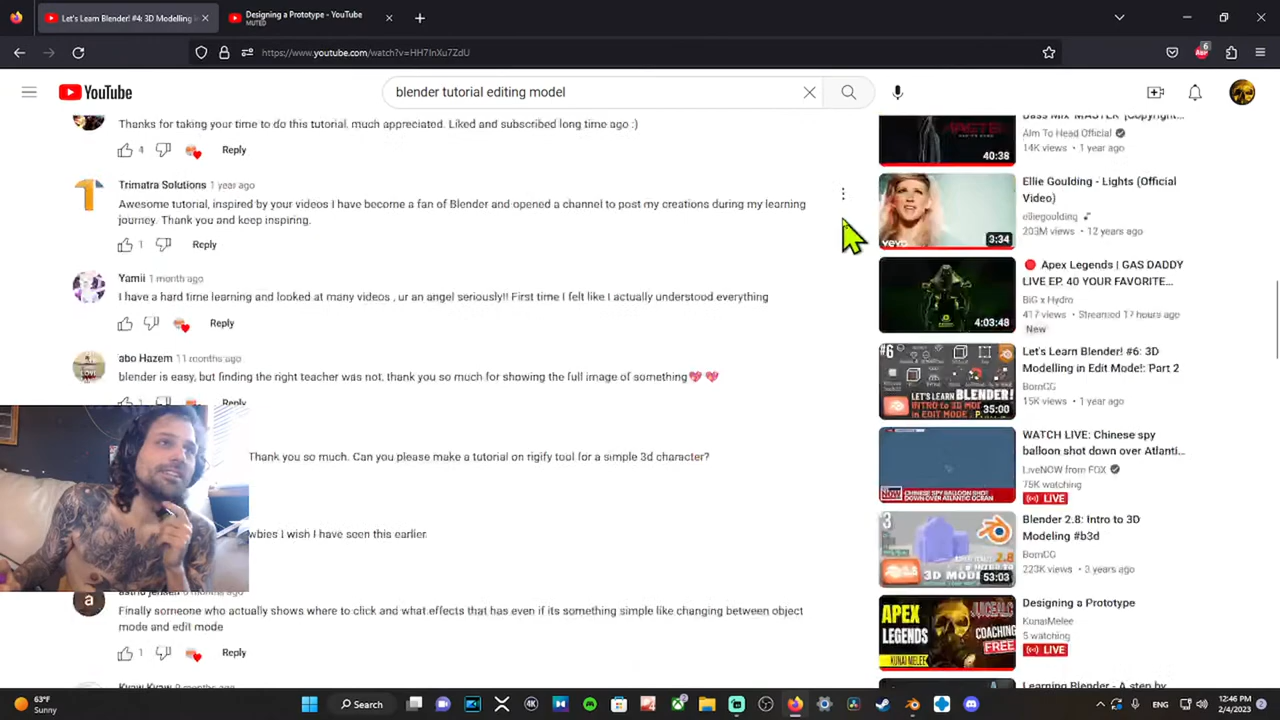 Let's Learn Blender! #4: 3D Modelling in
Designing a Prototype - YouTube
MUTED
https://www.youtube.com/watch?v=HH7InXu7ZdU
6
YouTube
blender tutorial editing model
Thanks for taking your time to do this tutorial. much appreciated. Liked and subscribed long time ago :)
4 Reply
Trimatra Solutions 1 year ago
Awesome tutorial, inspired by your videos I have become a fan of Blender and opened a channel to post my creations during my learning
journey. Thank you and keep inspiring.
1 Reply
Yamii 1 month ago
I have a hard time learning and looked at many videos , ur an angel seriously!! First time I felt like I actually understood everything
Reply
abo Hazem 11 months ago
blender is easy, but finding the right teacher was not, thank you so much for showing the full image of something💖 💖
1 Reply
Thank you so much. Can you please make a tutorial on rigify tool for a simple 3d character?
wbies I wish I have seen this earlier.
astrid jensen 6 months ago
a
Finally someone who actually shows where to click and what effects that has even if its something simple like changing between object
mode and edit mode
1 Reply
Kyaw Kyaw
40:38
Aim To Head Official
14K views • 1 year ago
vevo
3:34
Ellie Goulding - Lights (Official
Video)
elliegoulding
203M views • 12 years ago
4:03:48
Apex Legends | GAS DADDY
LIVE EP. 40 YOUR FAVORITE...
BiG x Hydro
417 views • Streamed 17 hours ago
New
#6
LET'S LEARN BLENDER!
INTRO to 3D MO
in EDIT MODE
35:00
Let's Learn Blender! #6: 3D
Modelling in Edit Mode!: Part 2
BornCG
15K views • 1 year ago
NOW
CHINESE SPY BALLOON SHOT
DOWN OVER ATLANTIC OCEAN
WATCH LIVE: Chinese spy
balloon shot down over Atlanti...
LiveNOW from FOX
75K watching
LIVE
3
2.8
3D MOD
53:03
Blender 2.8: Intro to 3D
Modeling #b3d
BornCG
223K views • 3 years ago
APEX
LEGENDS
KUNAI MELEE
COACHING
FREE
Designing a Prototype
KunaiMelee
5 watching
LIVE
Learning Blender - A step by
63°F
Sunny
Search
ENG
12:46 PM
2/4/2023